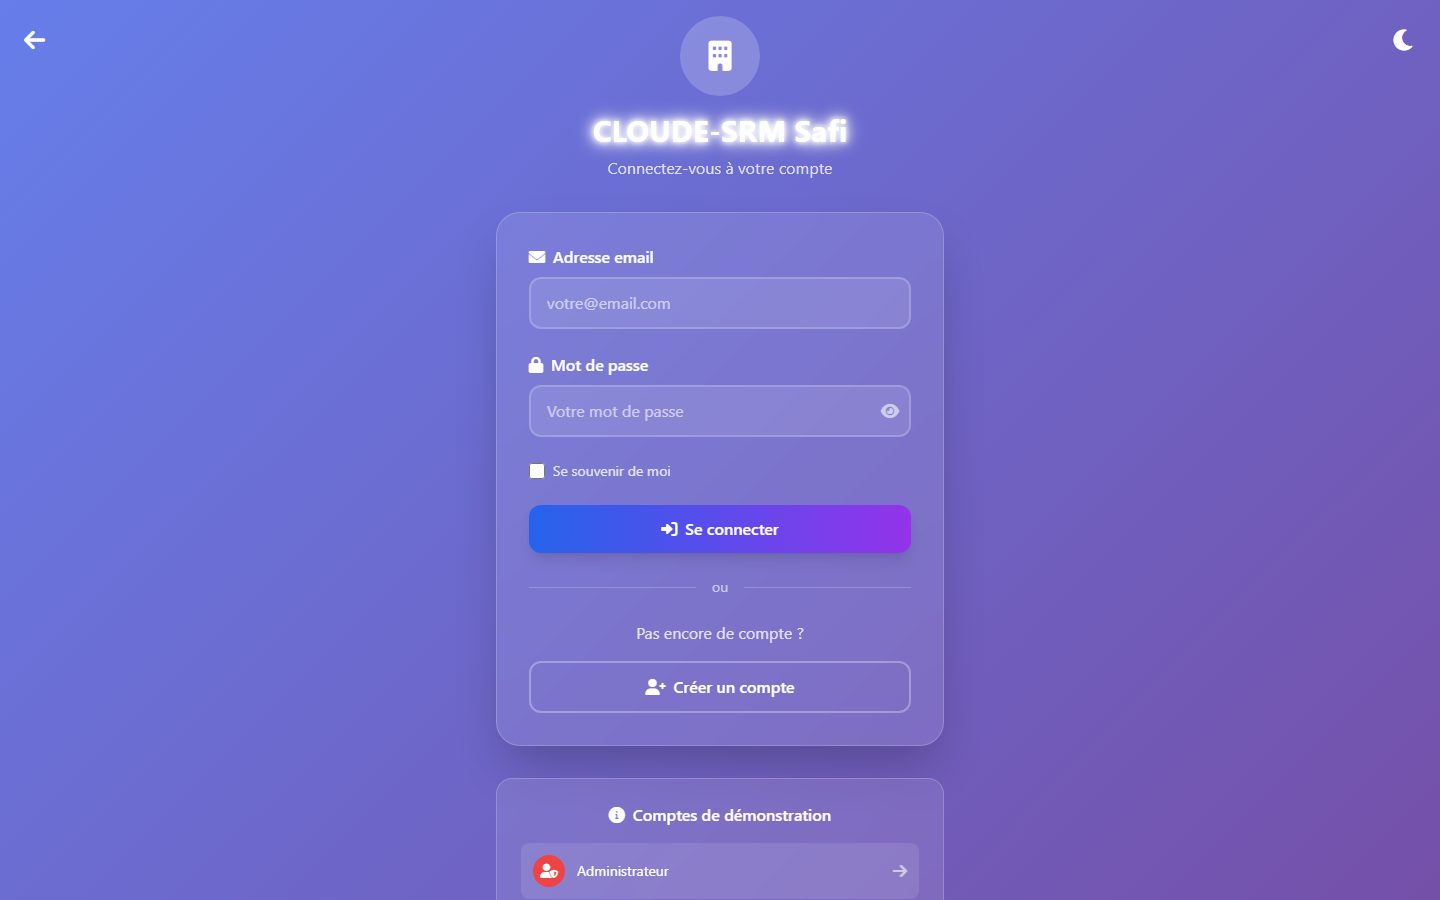 CLOUDE-SRM Safi
Connectez-vous à votre compte
Adresse email
votre@email.com
Mot de passe
Votre mot de passe
Se souvenir de moi
Se connecter
ou
Pas encore de compte ?
Créer un compte
Comptes de démonstration
Administrateur